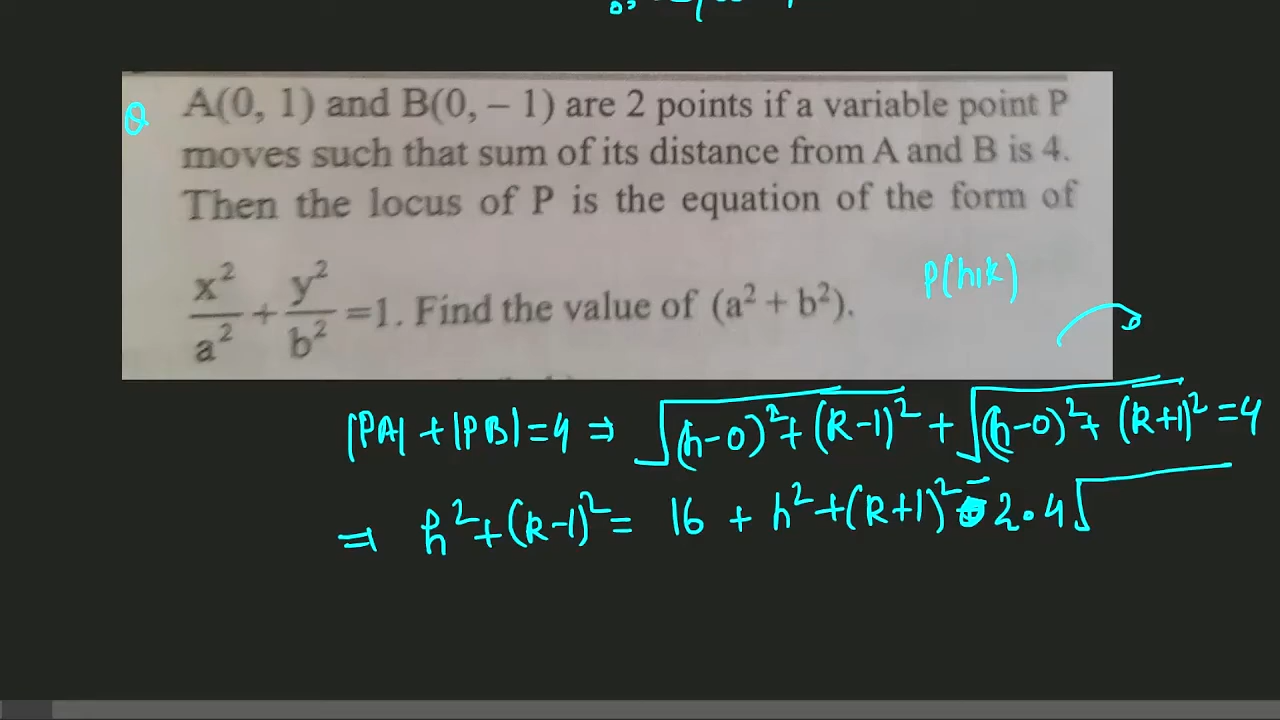 Q A(0, 1) and B(0, – 1) are 2 points if a variable point P
moves such that sum of its distance from A and B is 4.
Then the locus of P is the equation of the form of
x²/a² + y²/b² =1. Find the value of (a² + b²).
P(h,k)
|PA| + |PB| = 4 ⇒ √((h-0)² + (k-1)²) + √((h-0)² + (k+1)²) = 4
⇒ h² + (k-1)² = 16 + h² + (k+1)² - 2·4√